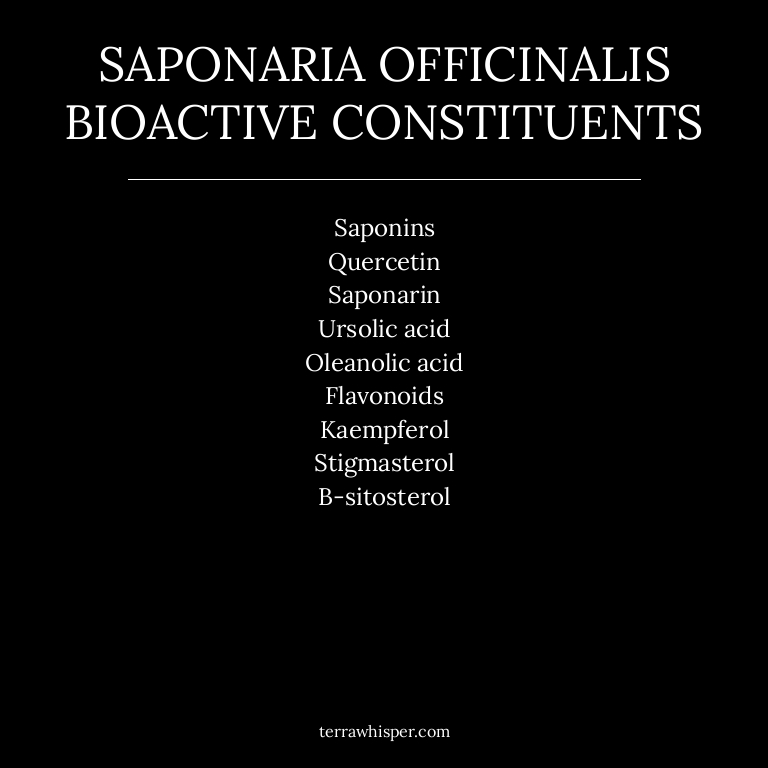 SAPONARIA OFFICINALIS
BIOACTIVE CONSTITUENTS
Saponins
Quercetin
Saponarin
Ursolic acid
Oleanolic acid
Flavonoids
Kaempferol
Stigmasterol
B-sitosterol
terrawhisper.com